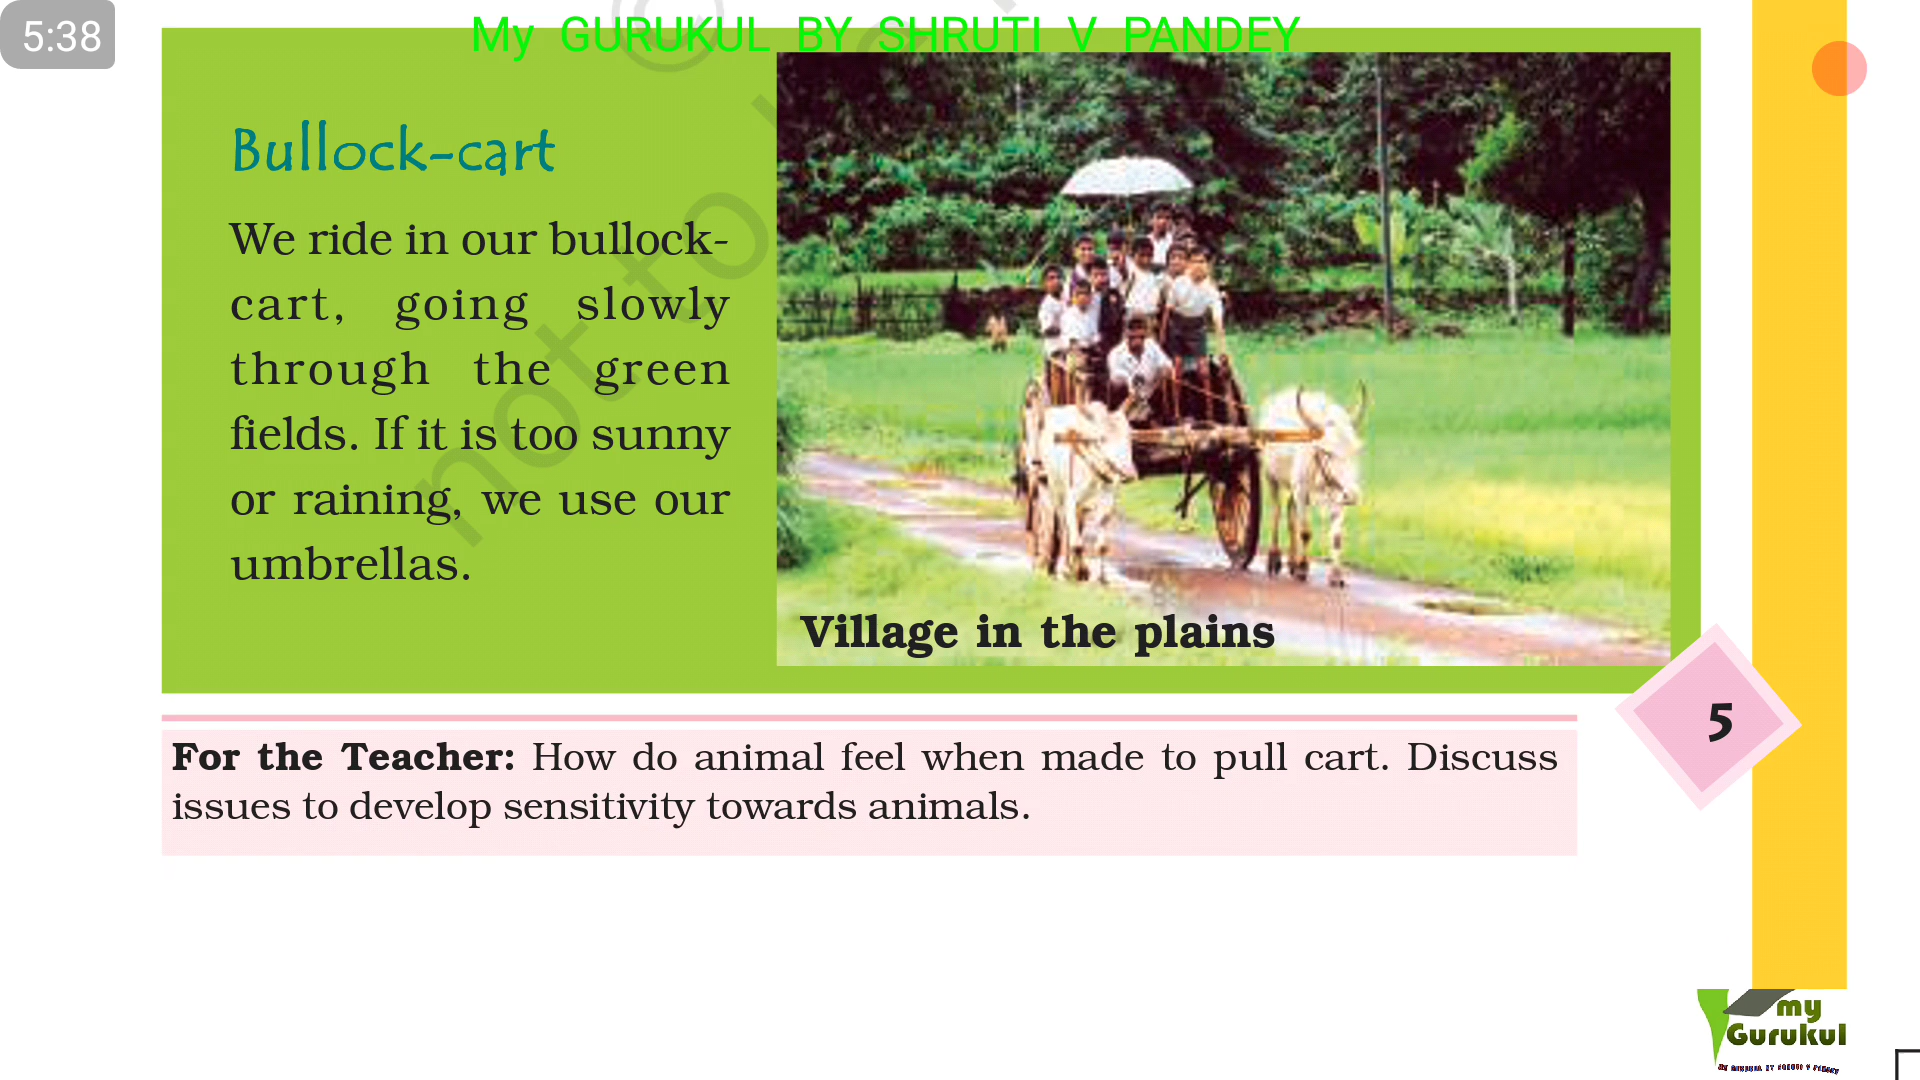 5:38
My GURUKUL BY SHRUTI V PANDEY
Bullock-cart
We ride in our bullock-
cart, going slowly
through the green
fields. If it is too sunny
or raining, we use our
umbrellas.
not to
©
Village in the plains
5
For the Teacher: How do animal feel when made to pull cart. Discuss
issues to develop sensitivity towards animals.
my
Gurukul